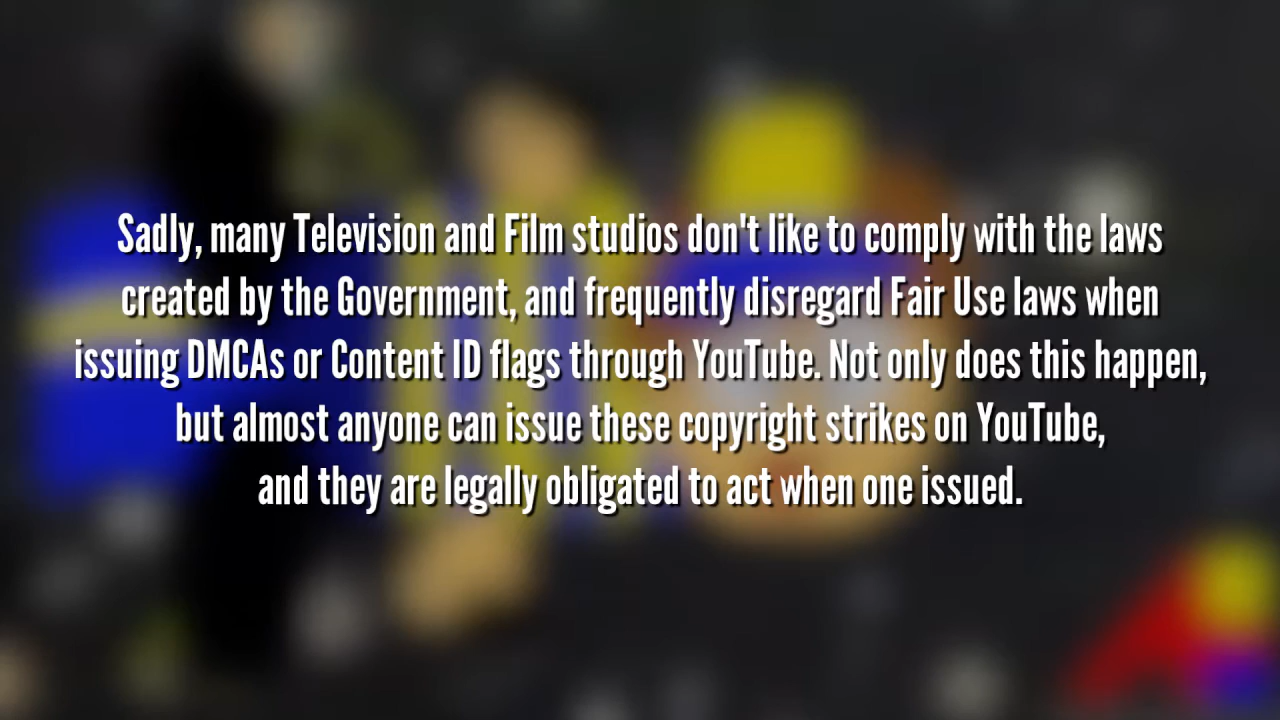 Sadly, many Television and Film studios don't like to comply with the laws
created by the Government, and frequently disregard Fair Use laws when
issuing DMCAs or Content ID flags through YouTube. Not only does this happen,
but almost anyone can issue these copyright strikes on YouTube,
and they are legally obligated to act when one issued.